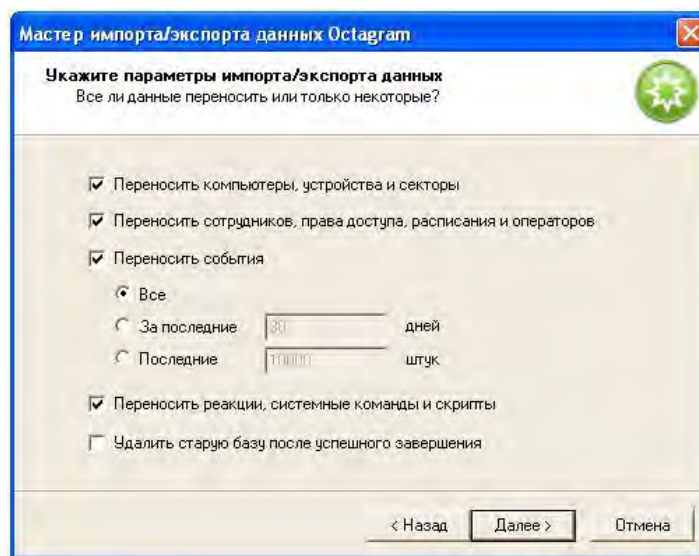 Мастер импорта/экспорта данных Octagram
Укажите параметры импорта/экспорта данных
Все ли данные переносить или только некоторые?
Переносить компьютеры, устройства и секторы
Переносить сотрудников, права доступа, расписания и операторов
Переносить события
Все
За последние 30 дней
Последние 10000 штук
Переносить реакции, системные команды и скрипты
Удалить старую базу после успешного завершения
< Назад Далее > Отмена